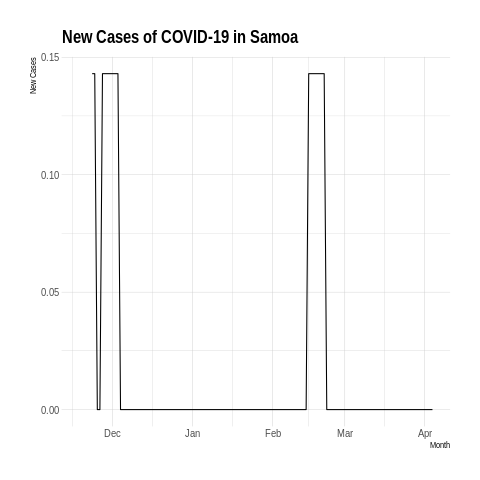 New Cases of COVID-19 in Samoa
New Cases
0.15
0.10
0.05
0.00
Dec Jan Feb Mar Apr
Month